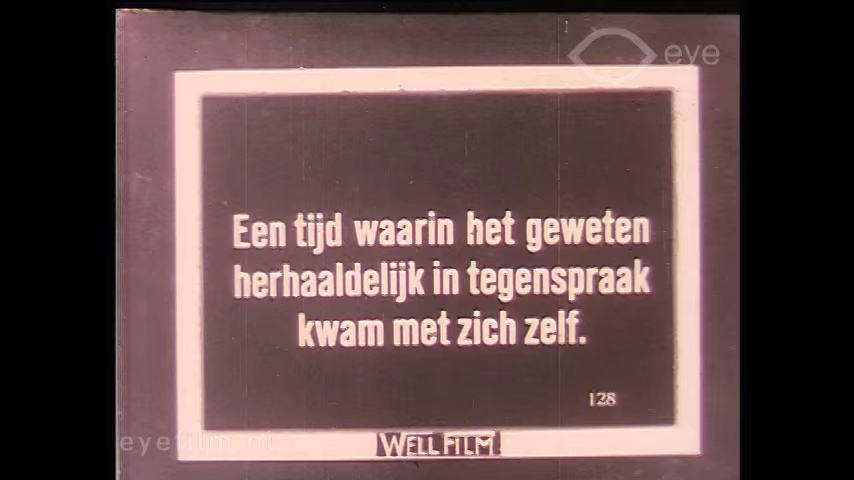 eye
Een tijd waarin het geweten
herhaaldelijk in tegenspraak
kwam met zich zelf.
128
eyefilm.nl
WELL FILM